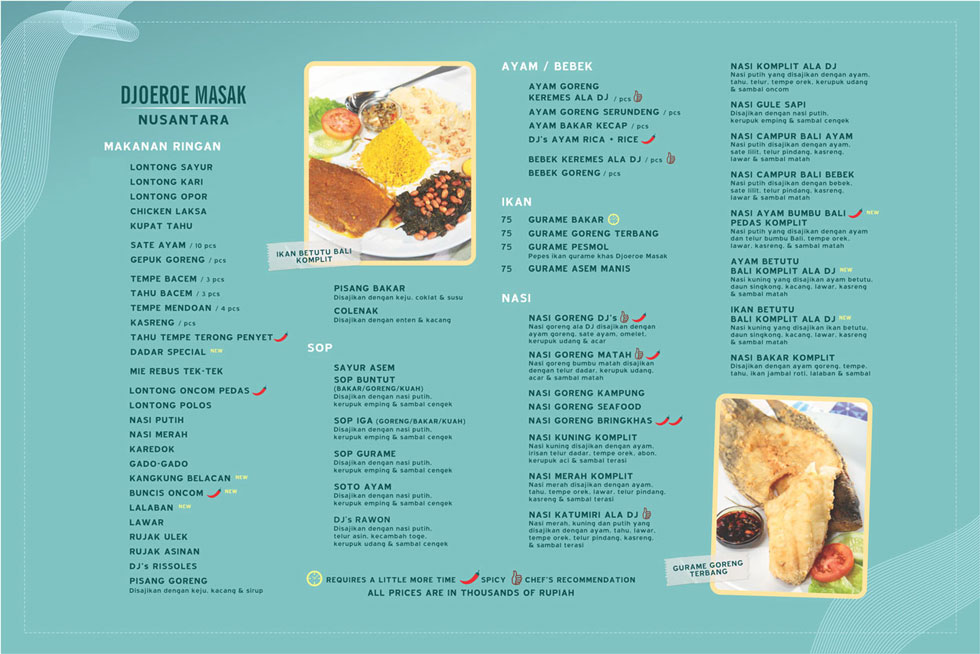 DJOEROE MASAK
NUSANTARA
MAKANAN RINGAN
LONTONG SAYUR
LONTONG KARI
LONTONG OPOR
CHICKEN LAKSA
KUPAT TAHU
SATE AYAM / 10 pcs
GEPUK GORENG / pcs
TEMPE BACEM / 3 pcs
TAHU BACEM / 3 pcs
TEMPE MENDOAN / 4 pcs
KASRENG / pcs
TAHU TEMPE TERONG PENYET
DADAR SPECIAL NEW
MIE REBUS TEK-TEK
LONTONG ONCOM PEDAS
LONTONG POLOS
NASI PUTIH
NASI MERAH
KAREDOK
GADO-GADO
KANGKUNG BELACAN NEW
BUNCIS ONCOM NEW
LALABAN NEW
LAWAR
RUJAK ULEK
RUJAK ASINAN
DJ's RISSOLES
PISANG GORENG
Disajikan dengan keju, kacang & sirup
IKAN BETUTU BALI
KOMPLIT
PISANG BAKAR
Disajikan dengan keju, coklat & susu
COLENAK
Disajikan dengan enten & kacang
SOP
SAYUR ASEM
SOP BUNTUT
(BAKAR/GORENG/KUAH)
Disajikan dengan nasi putih,
kerupuk emping & sambal cengek
SOP IGA (GORENG/BAKAR/KUAH)
Disajikan dengan nasi putih,
kerupuk emping & sambal cengek
SOP GURAME
Disajikan dengan nasi putih,
kerupuk emping & sambal cengek
SOTO AYAM
Disajikan dengan nasi putih,
kerupuk emping & sambal cengek
DJ's RAWON
Disajikan dengan nasi putih,
telur asin, kecambah toge,
kerupuk udang & sambal cengek
AYAM / BEBEK
AYAM GORENG
KEREMES ALA DJ / pcs
AYAM GORENG SERUNDENG / pcs
AYAM BAKAR KECAP / pcs
DJ's AYAM RICA + RICE
BEBEK KEREMES ALA DJ / pcs
BEBEK GORENG / pcs
IKAN
75 GURAME BAKAR
75 GURAME GORENG TERBANG
75 GURAME PESMOL
Pepes ikan gurame khas Djoeroe Masak
75 GURAME ASEM MANIS
NASI
NASI GORENG DJ's
Nasi goreng ala DJ disajikan dengan
ayam goreng, sate ayam, omelet,
kerupuk udang & acar
NASI GORENG MATAH
Nasi goreng bumbu matah disajikan
dengan telur dadar, kerupuk udang,
acar & sambal matah
NASI GORENG KAMPUNG
NASI GORENG SEAFOOD
NASI GORENG BRINGKHAS
NASI KUNING KOMPLIT
Nasi kuning disajikan dengan ayam,
irisan telur dadar, tempe orek, abon,
kerupuk aci & sambal terasi
NASI MERAH KOMPLIT
Nasi merah disajikan dengan ayam,
tahu, tempe orek, lawar, telur pindang,
kasreng & sambal terasi
NASI KATUMIRI ALA DJ
Nasi merah, kuning dan putih yang
disajikan dengan ayam, tahu, lawar,
tempe orek, telur pindang, kasreng,
& sambal terasi
NASI KOMPLIT ALA DJ
Nasi putih yang disajikan dengan ayam,
tahu, telur, tempe orek, kerupuk udang
& sambal oncom
NASI GULE SAPI
Disajikan dengan nasi putih,
kerupuk emping & sambal cengek
NASI CAMPUR BALI AYAM
Nasi putih disajikan dengan ayam,
sate lilit, telur pindang, kasreng,
lawar & sambal matah
NASI CAMPUR BALI BEBEK
Nasi putih disajikan dengan bebek,
sate lilit, telur pindang, kasreng,
lawar & sambal matah
NASI AYAM BUMBU BALI NEW
PEDAS KOMPLIT
Nasi putih yang disajikan dengan ayam
dan telur bumbu Bali, tempe orek,
lawar, kasreng, & sambal matah
AYAM BETUTU
BALI KOMPLIT ALA DJ NEW
Nasi kuning yang disajikan ayam betutu,
daun singkong, kacang, lawar, kasreng
& sambal matah
IKAN BETUTU
BALI KOMPLIT ALA DJ NEW
Nasi kuning yang disajikan ikan betutu,
daun singkong, kacang, lawar, kasreng
& sambal matah
NASI BAKAR KOMPLIT
Disajikan dengan ayam goreng, tempe,
tahu, ikan jambal roti, lalaban & sambal
GURAME GORENG
TERBANG
REQUIRES A LITTLE MORE TIME SPICY CHEF'S RECOMMENDATION
ALL PRICES ARE IN THOUSANDS OF RUPIAH